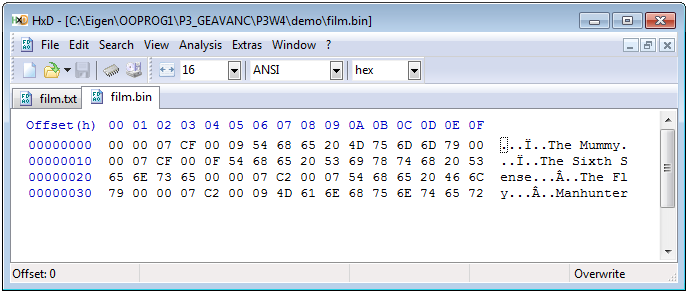 HxD - [C:\Eigen\OOPROG1\P3_GEAVANC\P3W4\demo\film.bin]
File Edit Search View Analysis Extras Window ?
16 ANSI hex
film.txt film.bin
Offset(h) 00 01 02 03 04 05 06 07 08 09 0A 0B 0C 0D 0E 0F
00000000 00 00 07 CF 00 09 54 68 65 20 4D 75 6D 6D 79 00 ...Ï..The Mummy.
00000010 00 07 CF 00 0F 54 68 65 20 53 69 78 74 68 20 53 ..Ï..The Sixth S
00000020 65 6E 73 65 00 00 07 C2 00 07 54 68 65 20 46 6C ense...Â..The Fl
00000030 79 00 00 07 C2 00 09 4D 61 6E 68 75 6E 74 65 72 y...Â..Manhunter
Offset: 0 Overwrite